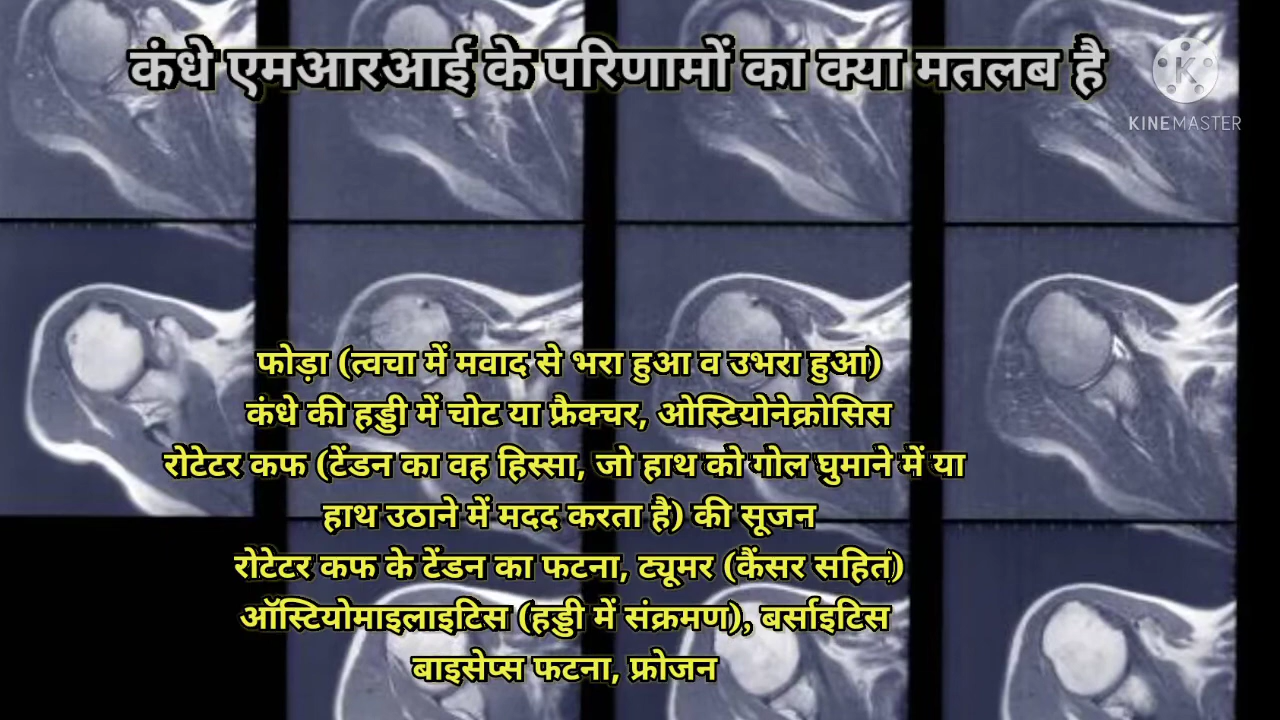 कंधे एमआरआई के परिणामों का क्या मतलब है
K
KINEMASTER
फोड़ा (त्वचा में मवाद से भरा हुआ व उभरा हुआ)
कंधे की हड्डी में चोट या फ्रैक्चर, ओस्टियोनेक्रोसिस
रोटेटर कफ (टेंडन का वह हिस्सा, जो हाथ को गोल घुमाने में या
हाथ उठाने में मदद करता है) की सूजन
रोटेटर कफ के टेंडन का फटना, ट्यूमर (कैंसर सहित)
ऑस्टियोमाइलाइटिस (हड्डी में संक्रमण), बर्साइटिस
बाइसेप्स फटना, फ्रोजन